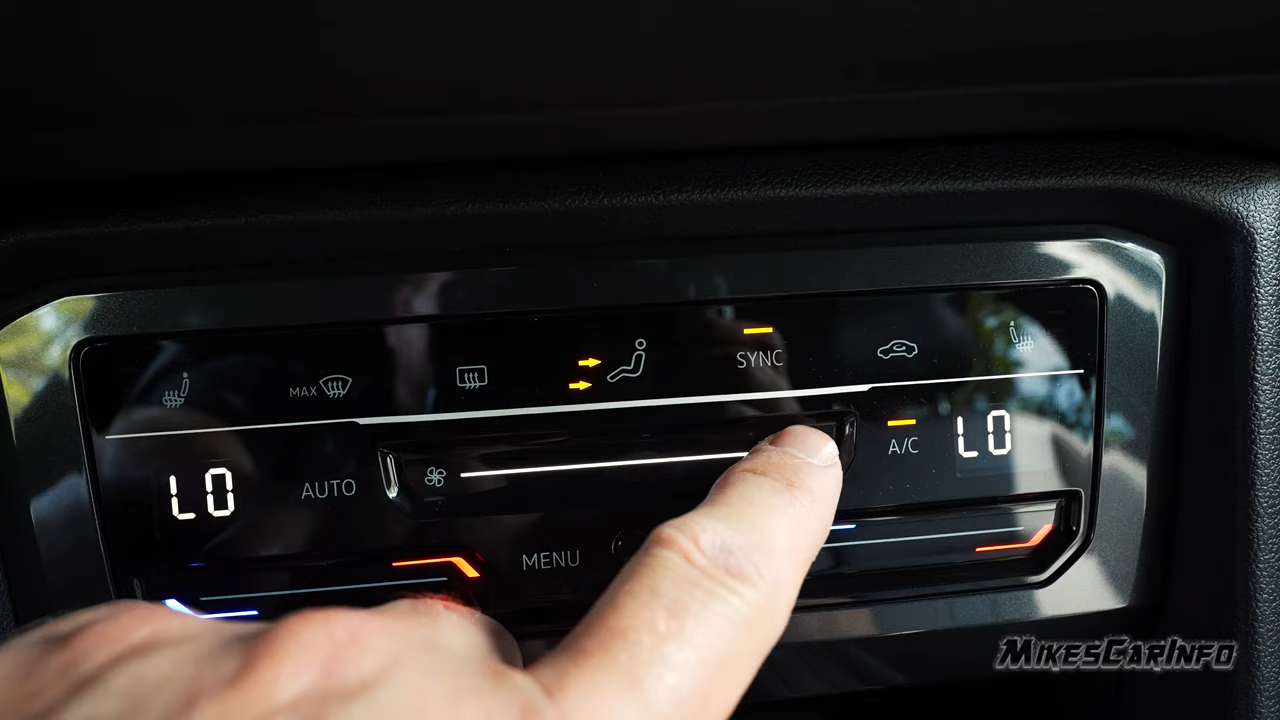 SYNC
MAX
LO
AUTO
A/C
LO
MENU
MIKESCARINFO